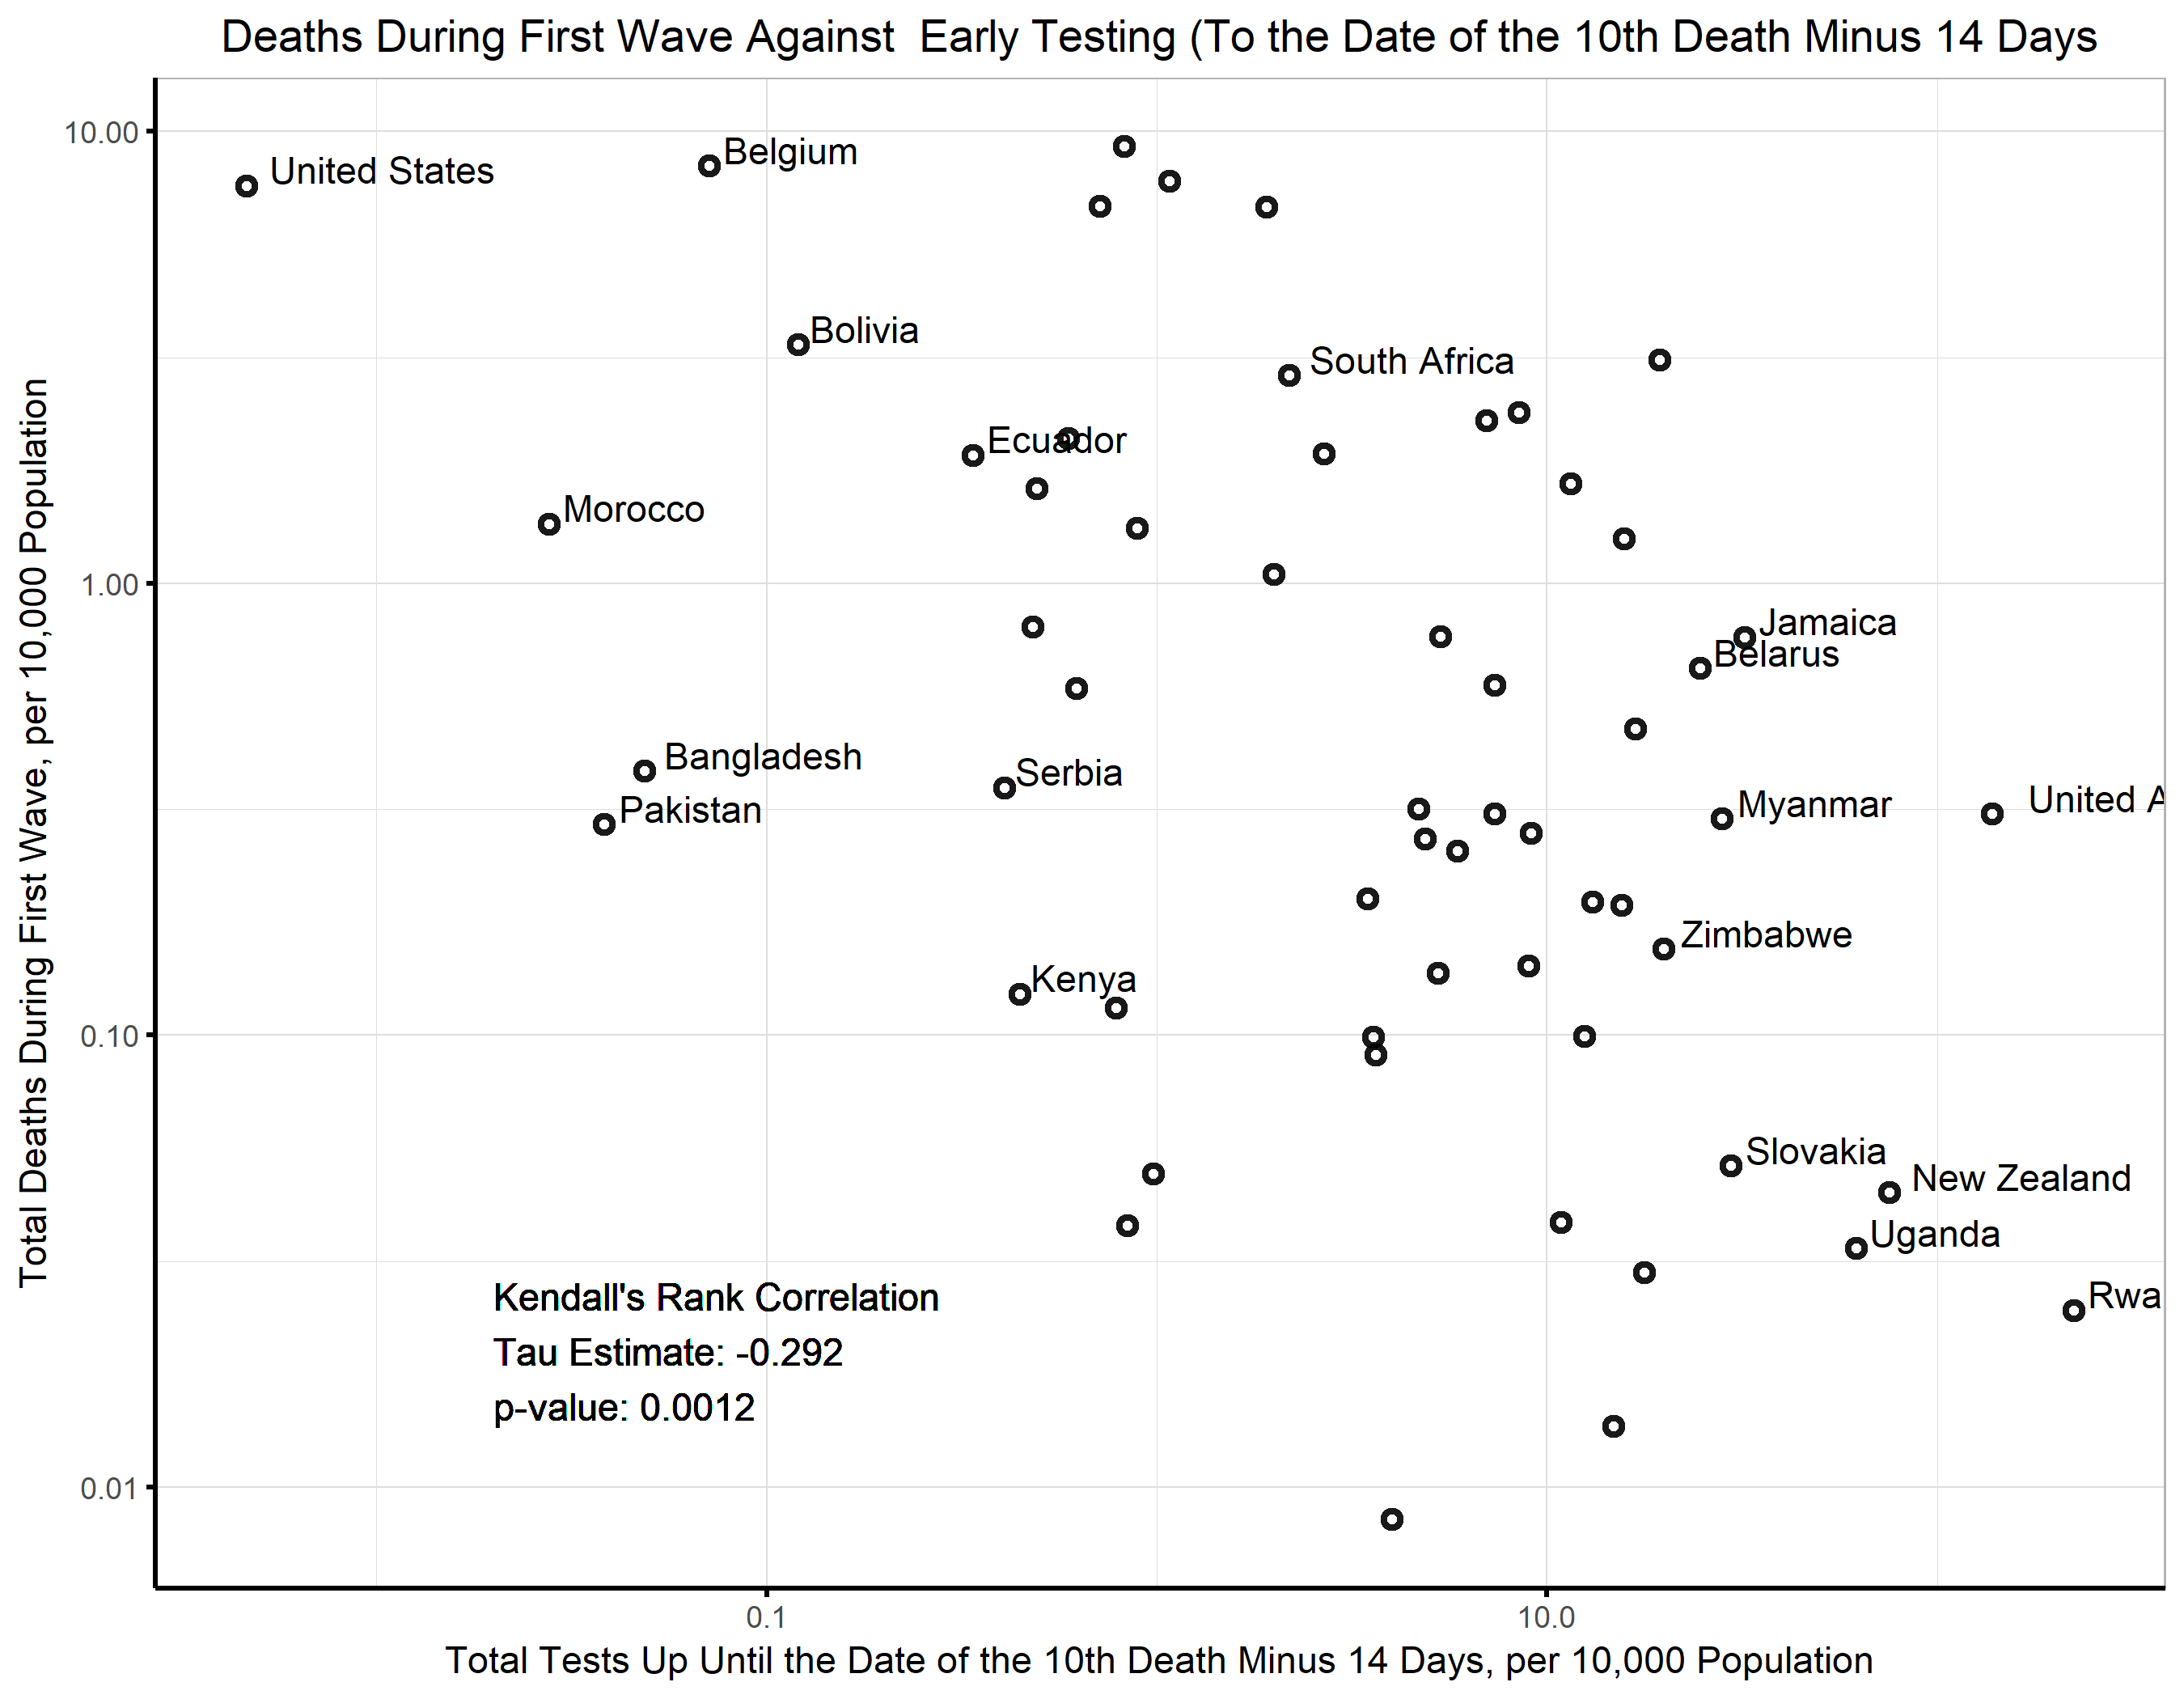 Deaths During First Wave Against  Early Testing (To the Date of the 10th Death Minus 14 Days
10.00
1.00
0.10
0.01
Total Deaths During First Wave, per 10,000 Population
United States
Belgium
Bolivia
South Africa
Ecuador
Morocco
Jamaica
Belarus
Bangladesh
Serbia
Pakistan
Myanmar
United A
Zimbabwe
Kenya
Slovakia
New Zealand
Uganda
Rwa
Kendall's Rank Correlation
Tau Estimate: -0.292
p-value: 0.0012
0.1
10.0
Total Tests Up Until the Date of the 10th Death Minus 14 Days, per 10,000 Population